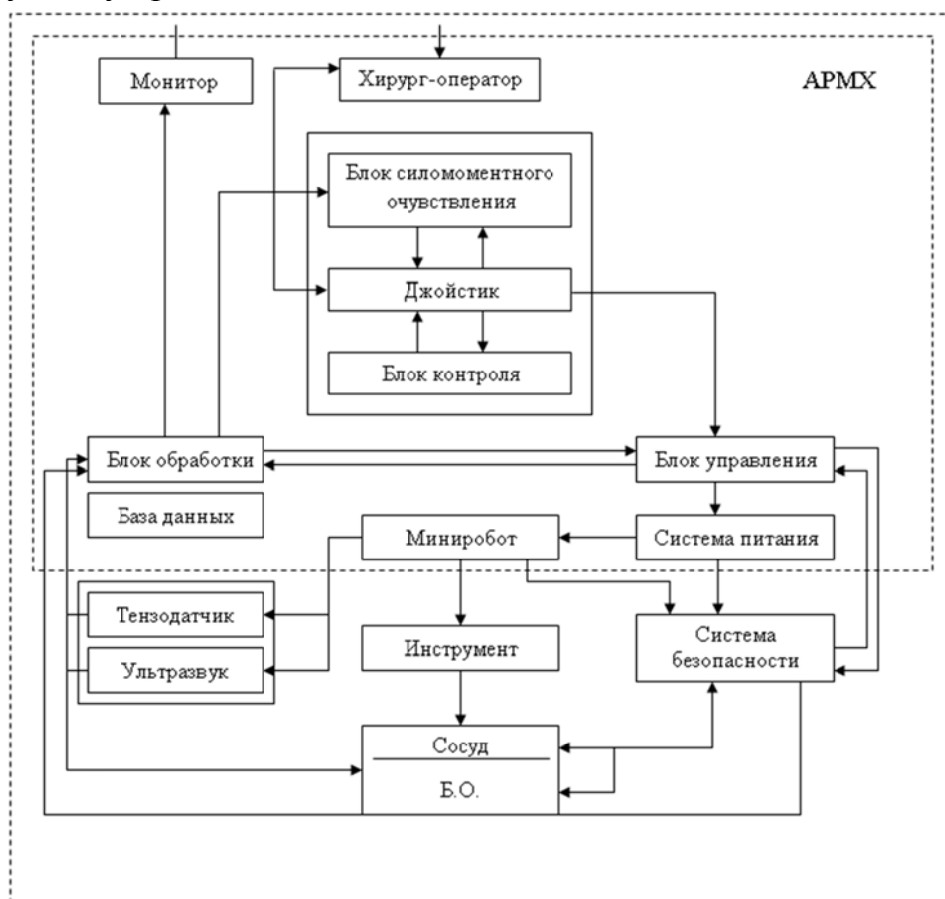 Монитор
Хирург-оператор
АРМХ
Блок силомоментного
очувствления
Джойстик
Блок контроля
Блок обработки
Блок управления
База данных
Миниробот
Система питания
Тензодатчик
Инструмент
Система
безопасности
Ультразвук
Сосуд
Б.О.